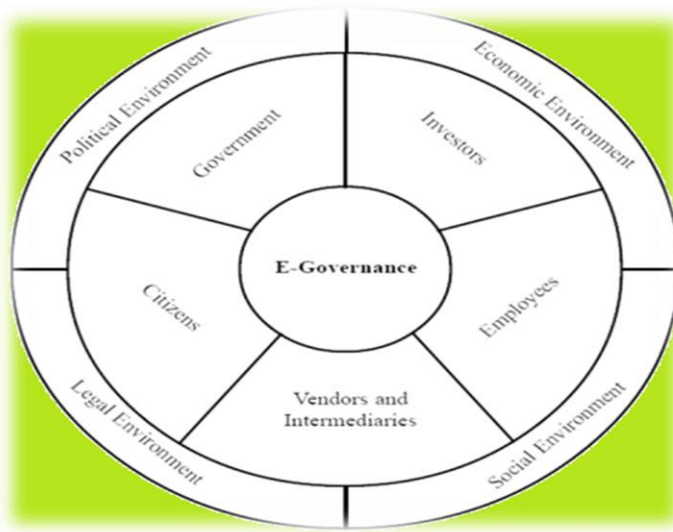 Political Environment
Economic Environment
Government
Investors
E-Governance
Citizens
Employees
Vendors and
Intermediaries
Legal Environment
Social Environment